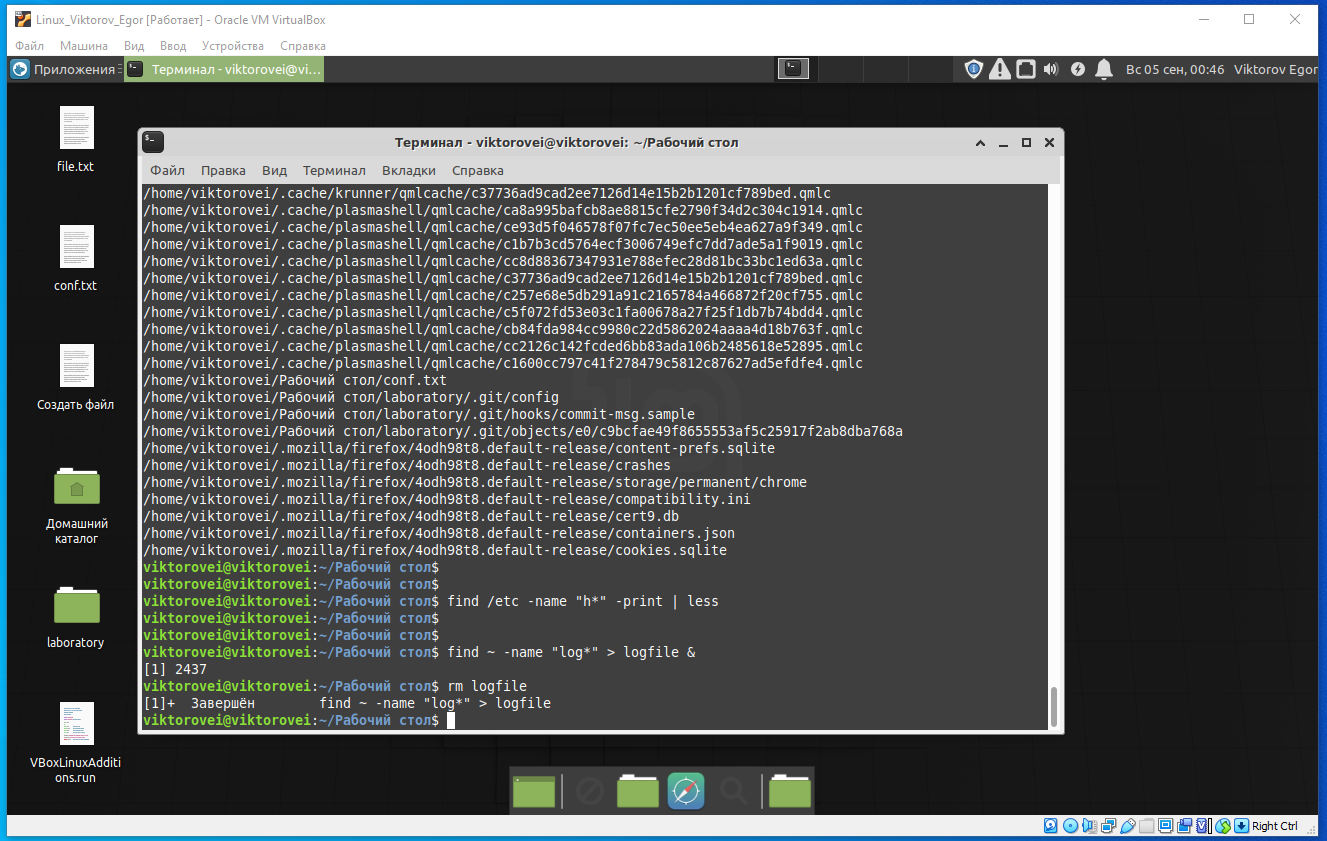 Linux_Viktorov_Egor [Работает] - Oracle VM VirtualBox
Файл Машина Вид Ввод Устройства Справка
Приложения Терминал - viktorovei@vi... Вс 05 сен, 00:46 Viktorov Egor
file.txt
conf.txt
Создать файл
Домашний
каталог
laboratory
VBoxLinuxAdditi
ons.run
Терминал - viktorovei@viktorovei: ~/Рабочий стол
Файл Правка Вид Терминал Вкладки Справка
/home/viktorovei/.cache/krunner/qmlcache/c37736ad9cad2ee7126d14e15b2b1201cf789bed.qmlc
/home/viktorovei/.cache/plasmashell/qmlcache/ca8a995bafcb8ae8815cfe2790f34d2c304c1914.qmlc
/home/viktorovei/.cache/plasmashell/qmlcache/ce93d5f046578f07fc7ec50ee5eb4ea627a9f349.qmlc
/home/viktorovei/.cache/plasmashell/qmlcache/c1b7b3cd5764ecf3006749efc7dd7ade5a1f9019.qmlc
/home/viktorovei/.cache/plasmashell/qmlcache/cc8d88367347931e788efec28d81bc33bc1ed63a.qmlc
/home/viktorovei/.cache/plasmashell/qmlcache/c37736ad9cad2ee7126d14e15b2b1201cf789bed.qmlc
/home/viktorovei/.cache/plasmashell/qmlcache/c257e68e5db291a91c2165784a466872f20cf755.qmlc
/home/viktorovei/.cache/plasmashell/qmlcache/c5f072fd53e03c1fa00678a27f25f1db7b74bdd4.qmlc
/home/viktorovei/.cache/plasmashell/qmlcache/cb84fda984cc9980c22d5862024aaaa4d18b763f.qmlc
/home/viktorovei/.cache/plasmashell/qmlcache/cc2126c142fcded6bb83ada106b2485618e52895.qmlc
/home/viktorovei/.cache/plasmashell/qmlcache/c1600cc797c41f278479c5812c87627ad5efdfe4.qmlc
/home/viktorovei/Рабочий стол/conf.txt
/home/viktorovei/Рабочий стол/laboratory/.git/config
/home/viktorovei/Рабочий стол/laboratory/.git/hooks/commit-msg.sample
/home/viktorovei/Рабочий стол/laboratory/.git/objects/e0/c9bcfae49f8655553af5c25917f2ab8dba768a
/home/viktorovei/.mozilla/firefox/4odh98t8.default-release/content-prefs.sqlite
/home/viktorovei/.mozilla/firefox/4odh98t8.default-release/crashes
/home/viktorovei/.mozilla/firefox/4odh98t8.default-release/storage/permanent/chrome
/home/viktorovei/.mozilla/firefox/4odh98t8.default-release/compatibility.ini
/home/viktorovei/.mozilla/firefox/4odh98t8.default-release/cert9.db
/home/viktorovei/.mozilla/firefox/4odh98t8.default-release/containers.json
/home/viktorovei/.mozilla/firefox/4odh98t8.default-release/cookies.sqlite
viktorovei@viktorovei:~/Рабочий стол$
viktorovei@viktorovei:~/Рабочий стол$
viktorovei@viktorovei:~/Рабочий стол$ find /etc -name "h*" -print | less
viktorovei@viktorovei:~/Рабочий стол$
viktorovei@viktorovei:~/Рабочий стол$
viktorovei@viktorovei:~/Рабочий стол$ find ~ -name "log*" > logfile &
[1] 2437
viktorovei@viktorovei:~/Рабочий стол$ rm logfile
[1]+  Завершён        find ~ -name "log*" > logfile
viktorovei@viktorovei:~/Рабочий стол$
Right Ctrl